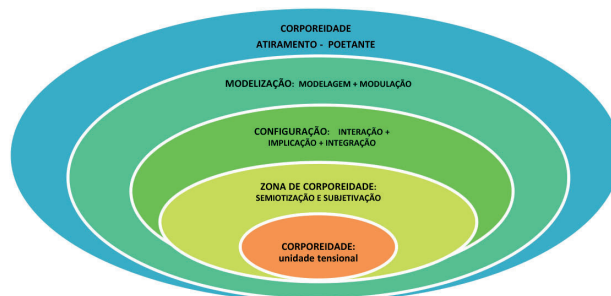 CORPOREIDADE
ATIRAMENTO - POETANTE
MODELIZAÇÃO: MODELAGEM + MODULAÇÃO
CONFIGURAÇÃO: INTERAÇÃO +
IMPLICAÇÃO + INTEGRAÇÃO
ZONA DE CORPOREIDADE:
SEMIOTIZAÇÃO E SUBJETIVAÇÃO
CORPOREIDADE:
unidade tensional